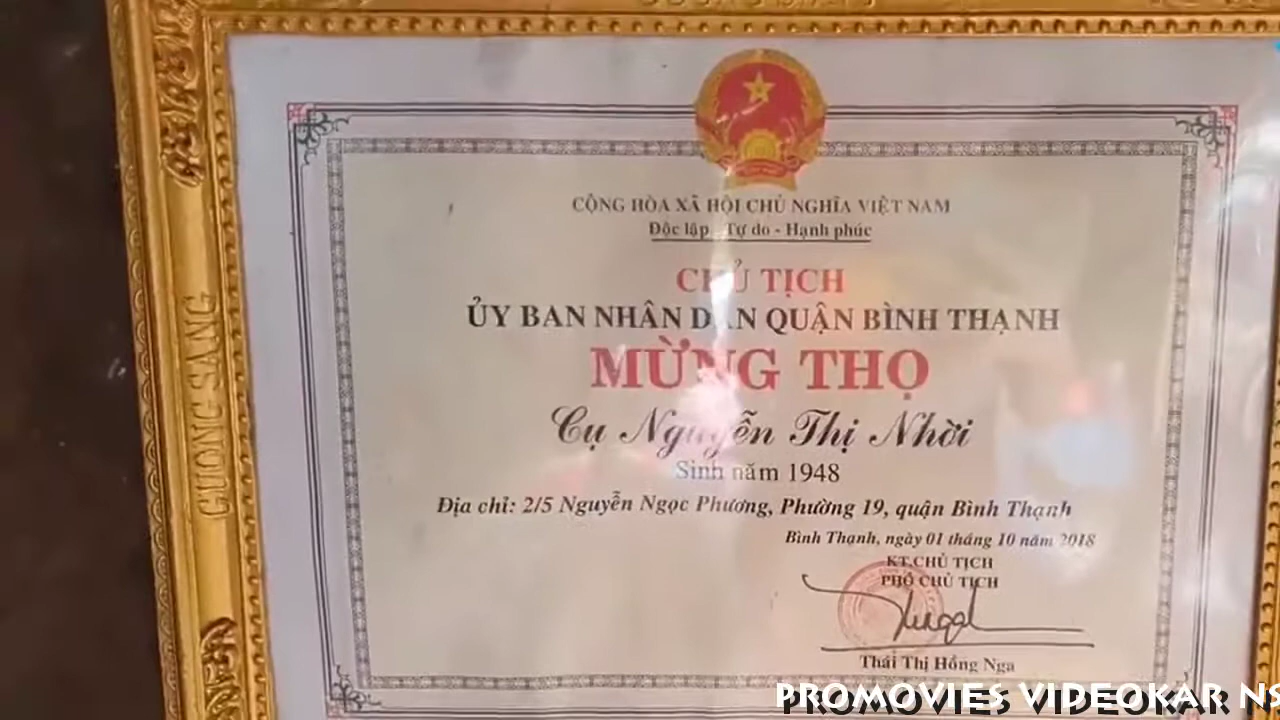 CỘNG HÒA XÃ HỘI CHỦ NGHĨA VIỆT NAM
Độc lập - Tự do - Hạnh phúc
CHỦ TỊCH
ỦY BAN NHÂN DÂN QUẬN BÌNH THẠNH
MỪNG THỌ
Cụ Nguyễn Thị Nhời
Sinh năm 1948
Địa chỉ: 2/5 Nguyễn Ngọc Phương, Phường 19, quận Bình Thạnh
Bình Thạnh, ngày 01 tháng 10 năm 2018
KT.CHỦ TỊCH
PHÓ CHỦ TỊCH
Thái Thị Hồng Nga
GUONG SANG
PROMOVIES VIDEOKAR NS